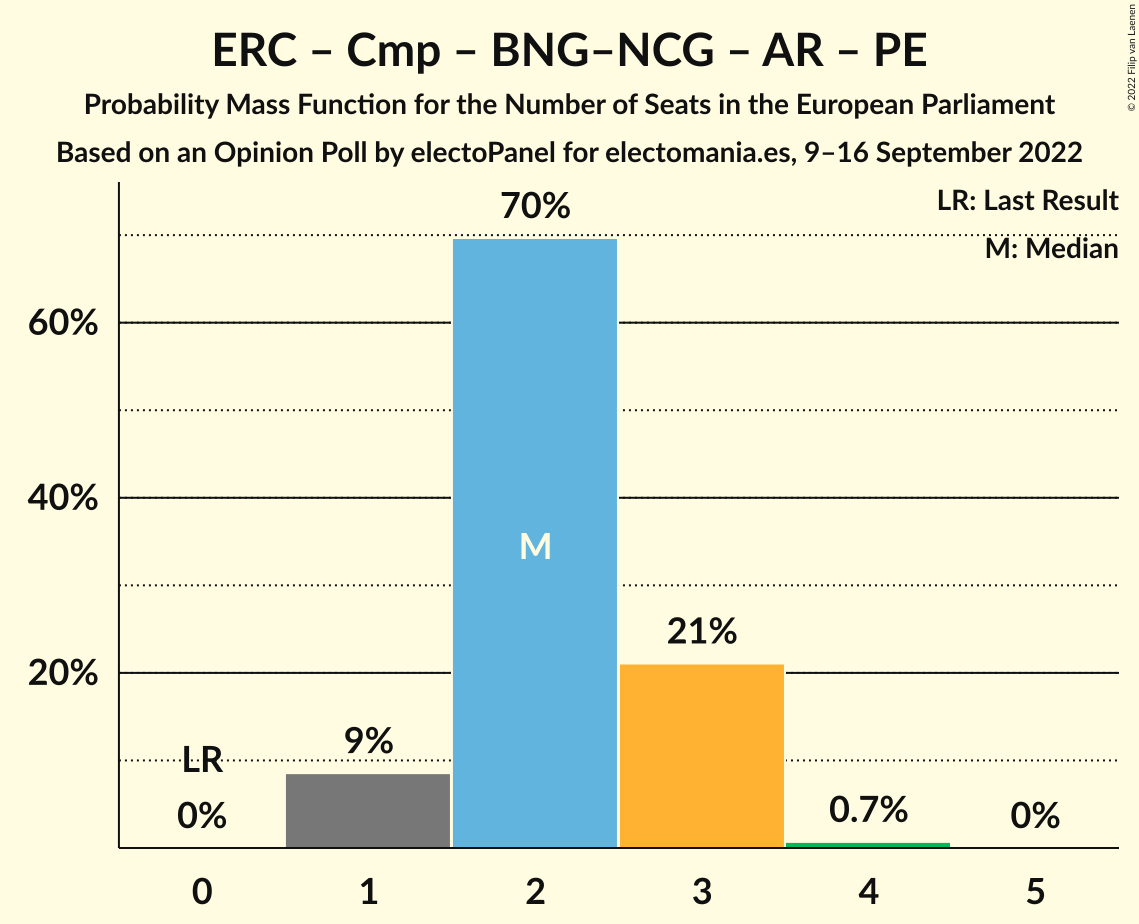 ERC – Cmp – BNG–NCG – AR – PE
Probability Mass Function for the Number of Seats in the European Parliament
Based on an Opinion Poll by electoPanel for electomania.es, 9–16 September 2022
© 2022 Filip van Laenen
LR: Last Result
M: Median
70%
60%
40%
M
21%
20%
9%
LR
0%
0.7%
0%
0 1 2 3 4 5